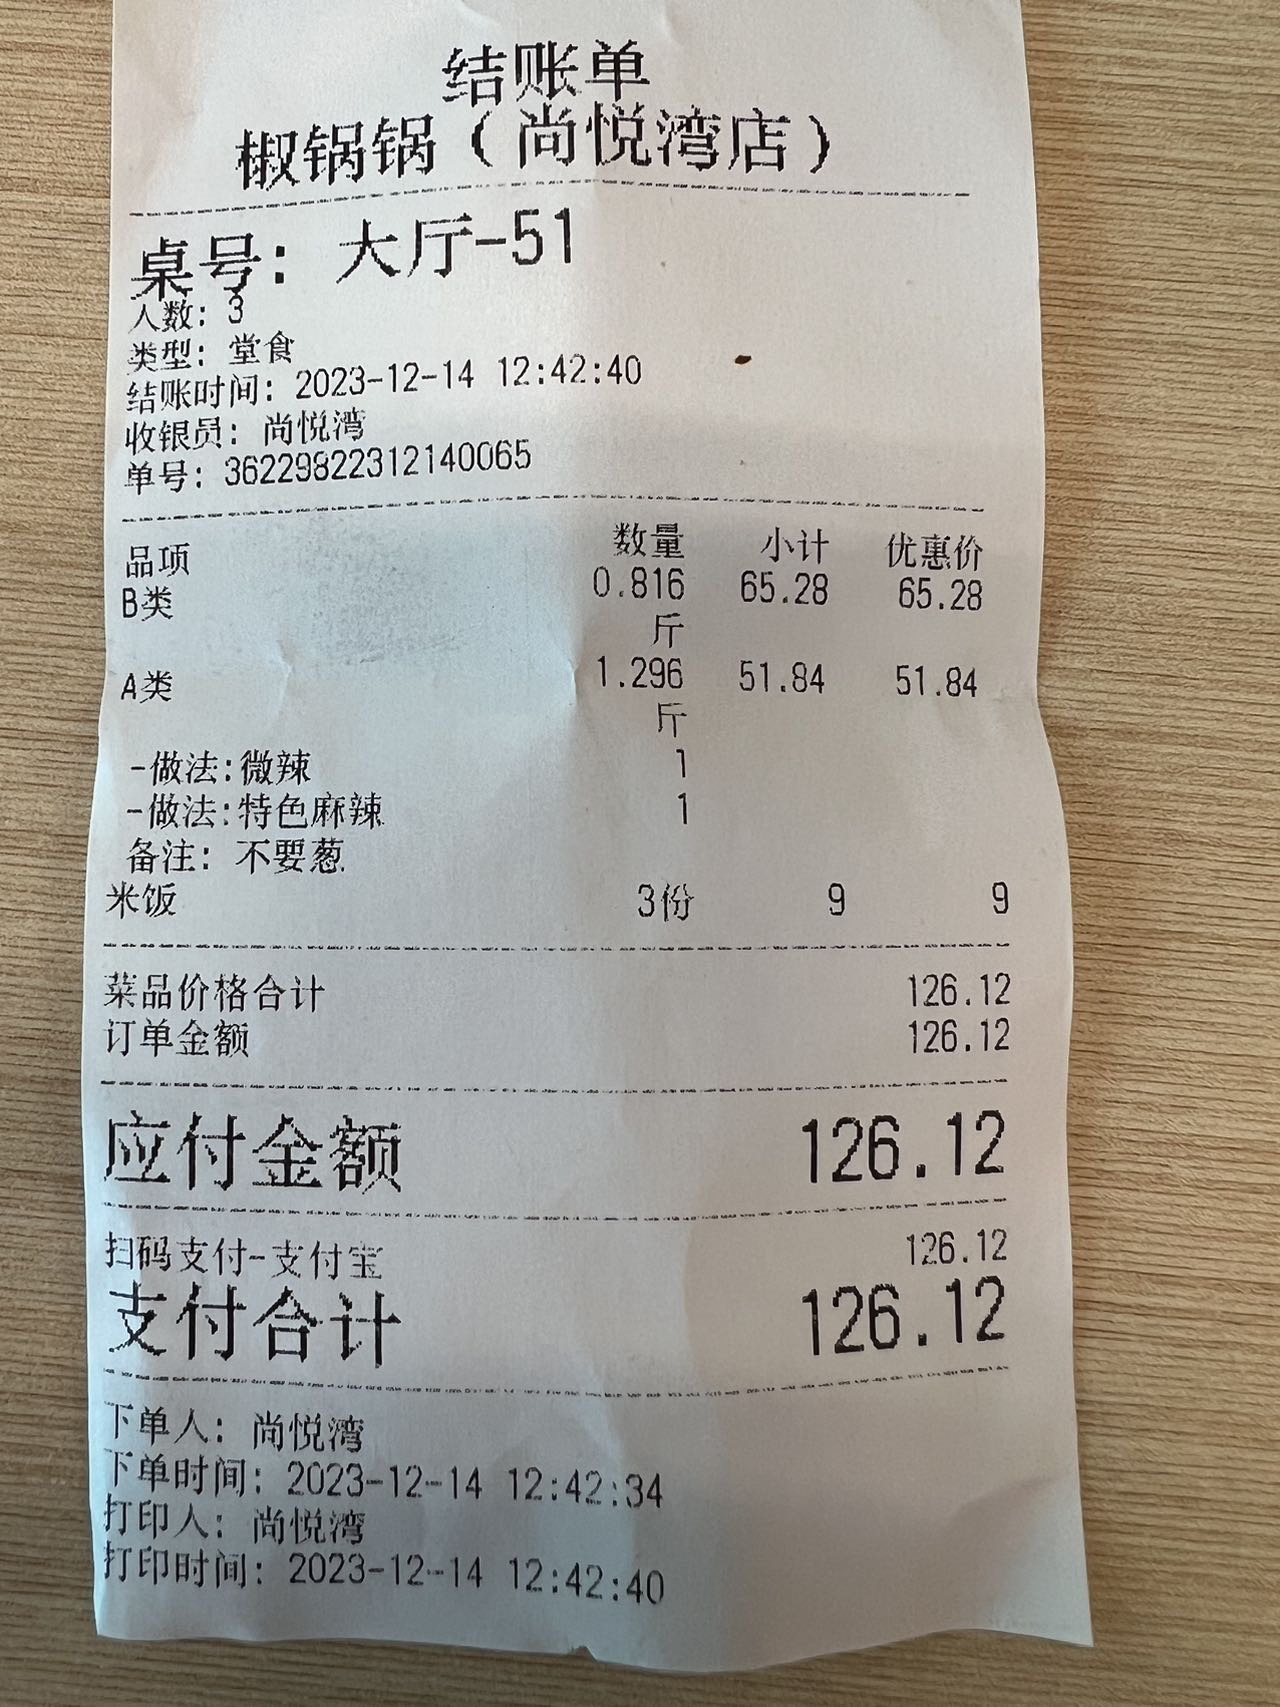 结账单
椒锅锅（尚悦湾店）
桌号：大厅-51
人数：3
类型：堂食
结账时间：2023-12-14 12:42:40
收银员：尚悦湾
单号：36229822312140065
品项 数量 小计 优惠价
B类 0.816 65.28 65.28
斤
A类 1.296 51.84 51.84
斤
-做法:微辣 1
-做法:特色麻辣 1
备注：不要葱
米饭 3份 9 9
菜品价格合计 126.12
订单金额 126.12
应付金额 126.12
扫码支付-支付宝 126.12
支付合计 126.12
下单人：尚悦湾
下单时间：2023-12-14 12:42:34
打印人：尚悦湾
打印时间：2023-12-14 12:42:40